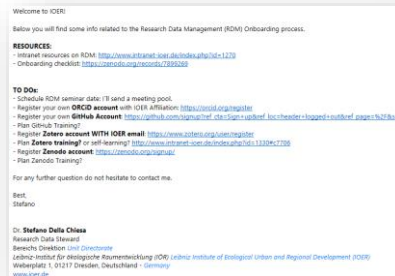 Welcome to IOER!
Below you will find some info related to the Research Data Management (RDM) Onboarding process.
RESOURCES:
- Intranet resources on RDM: http://www.intranet-ioer.de/index.php?id=1270
- Onboarding checklist: https://zenodo.org/records/7899269
TO DOs:
- Schedule RDM seminar date: I'll send a meeting pool.
- Register your own ORCiD account with IOER Affiliation: https://orcid.org/register
- Register your own GitHub Account: https://github.com/signup?ref_cta=Sign+up&ref_loc=header+logged+out&ref_page=%2F&s
- Plan GitHub Training?
- Register Zotero account WITH IOER email: https://www.zotero.org/user/register
- Plan Zotero training? or self-learning? http://www.intranet-ioer.de/index.php?id=1330#c7786
- Register Zenodo account: https://zenodo.org/signup/
- Plan Zenodo Training?
For any further question do not hesitate to contact me.
Best,
Stefano
Dr. Stefano Della Chiesa
Research Data Steward
Bereichs Direktion Unit Directorate
Leibniz-Institut für ökologische Raumentwicklung (IÖR) Leibniz Institute of Ecological Urban and Regional Development (IOER)
Weberplatz 1, 01217 Dresden, Deutschland - Germany
www.ioer.de